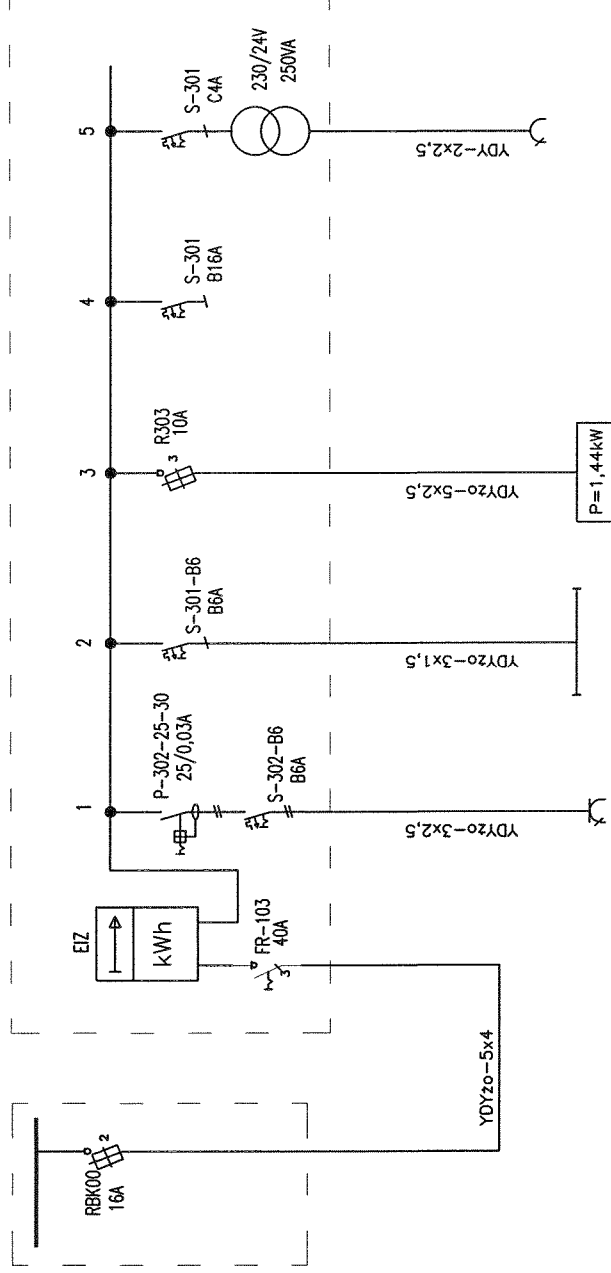 RBK00
16A
2
YDYżo-5x4
EIZ
kWh
FR-103
40A
3
1
P-302-25-30
25/0,03A
S-302-B6
B6A
YDYżo-3x2,5
2
S-301-B6
B6A
YDYżo-3x1,5
3
R303
10A
3
YDYżo-5x2,5
P=1,44kW
4
S-301
B16A
5
S-301
C4A
230/24V
250VA
YDY-2x2,5